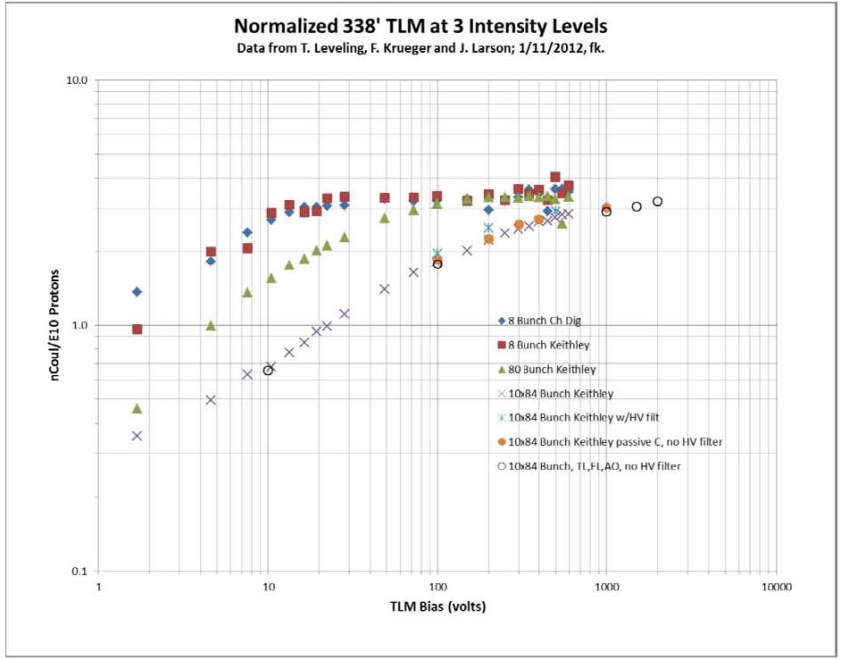 Normalized 338' TLM at 3 Intensity Levels
Data from T. Leveling, F. Krueger and J. Larson; 1/11/2012, fk.
10.0
nCoul/E10 Protons
1.0
8 Bunch Ch Dig
8 Bunch Keithley
80 Bunch Keithley
10x84 Bunch Keithley
10x84 Bunch Keithley w/HV filt
10x84 Bunch Keithley passive C, no HV filter
10x84 Bunch, TL,FL,AO, no HV filter
0.1
1 10 100 1000 10000
TLM Bias (volts)